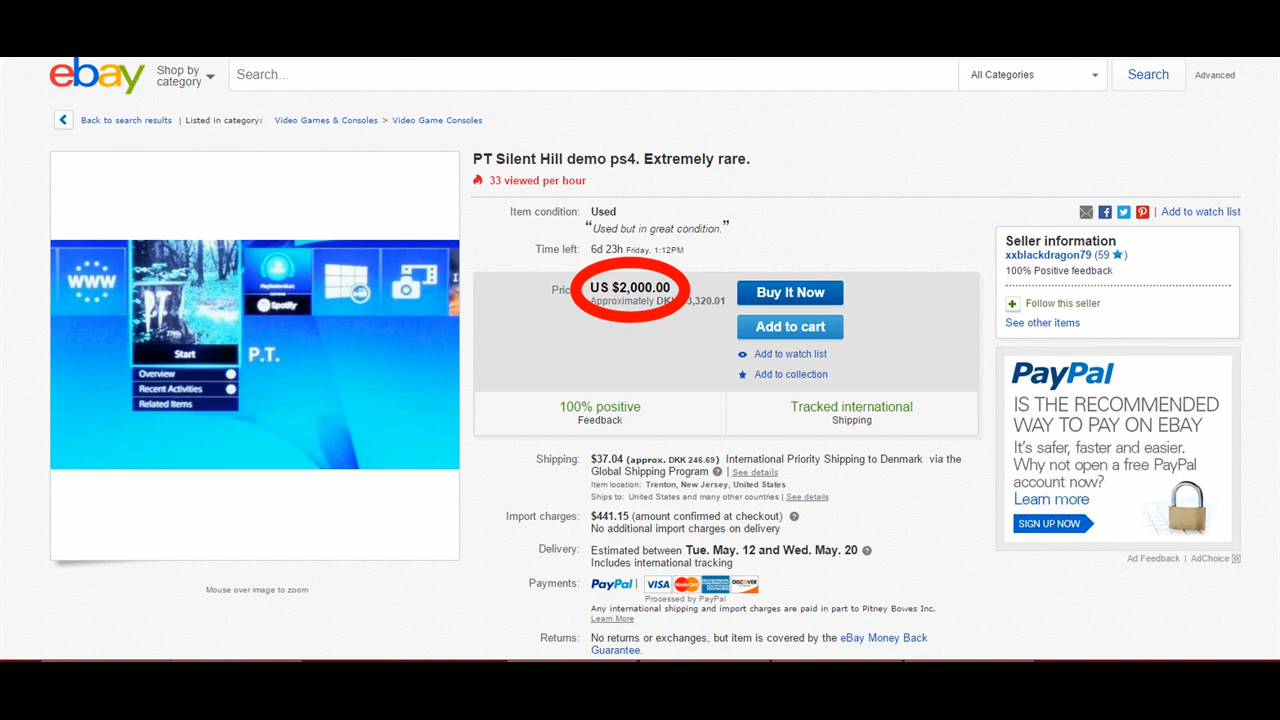 ebay
Shop by
category
Search...
All Categories
Search
Advanced
Back to search results | Listed in category: Video Games & Consoles > Video Game Consoles
PT Silent Hill demo ps4. Extremely rare.
33 viewed per hour
Item condition: Used
“Used but in great condition.”
Time left: 6d 23h Friday, 1:12PM
US $2,000.00
Approximately
3,320.01
Buy It Now
Add to cart
Add to watch list
Add to collection
100% positive
Feedback
Tracked international
Shipping
Shipping: $37.04 (approx. DKK 246.69) International Priority Shipping to Denmark via the
Global Shipping Program | See details
Item location: Trenton, New Jersey, United States
Ships to: United States and many other countries | See details
Import charges: $441.15 (amount confirmed at checkout)
No additional import charges on delivery
Delivery: Estimated between Tue. May. 12 and Wed. May. 20
Includes international tracking
Payments: PayPal | VISA MasterCard AMERICAN EXPRESS DISCOVER
Processed by PayPal
Any international shipping and import charges are paid in part to Pitney Bowes Inc.
Learn More
Returns: No returns or exchanges, but item is covered by the eBay Money Back
Guarantee.
WWW
PlayStation Music
Spotify
Start
P.T.
Overview
Recent Activities
Related Items
Mouse over image to zoom
| Add to watch list
Seller information
xxblackdragon79 (59 )
100% Positive feedback
Follow this seller
See other items
PayPal
IS THE RECOMMENDED
WAY TO PAY ON EBAY
It's safer, faster and easier.
Why not open a free PayPal
account now?
Learn more
SIGN UP NOW
Ad Feedback | AdChoice